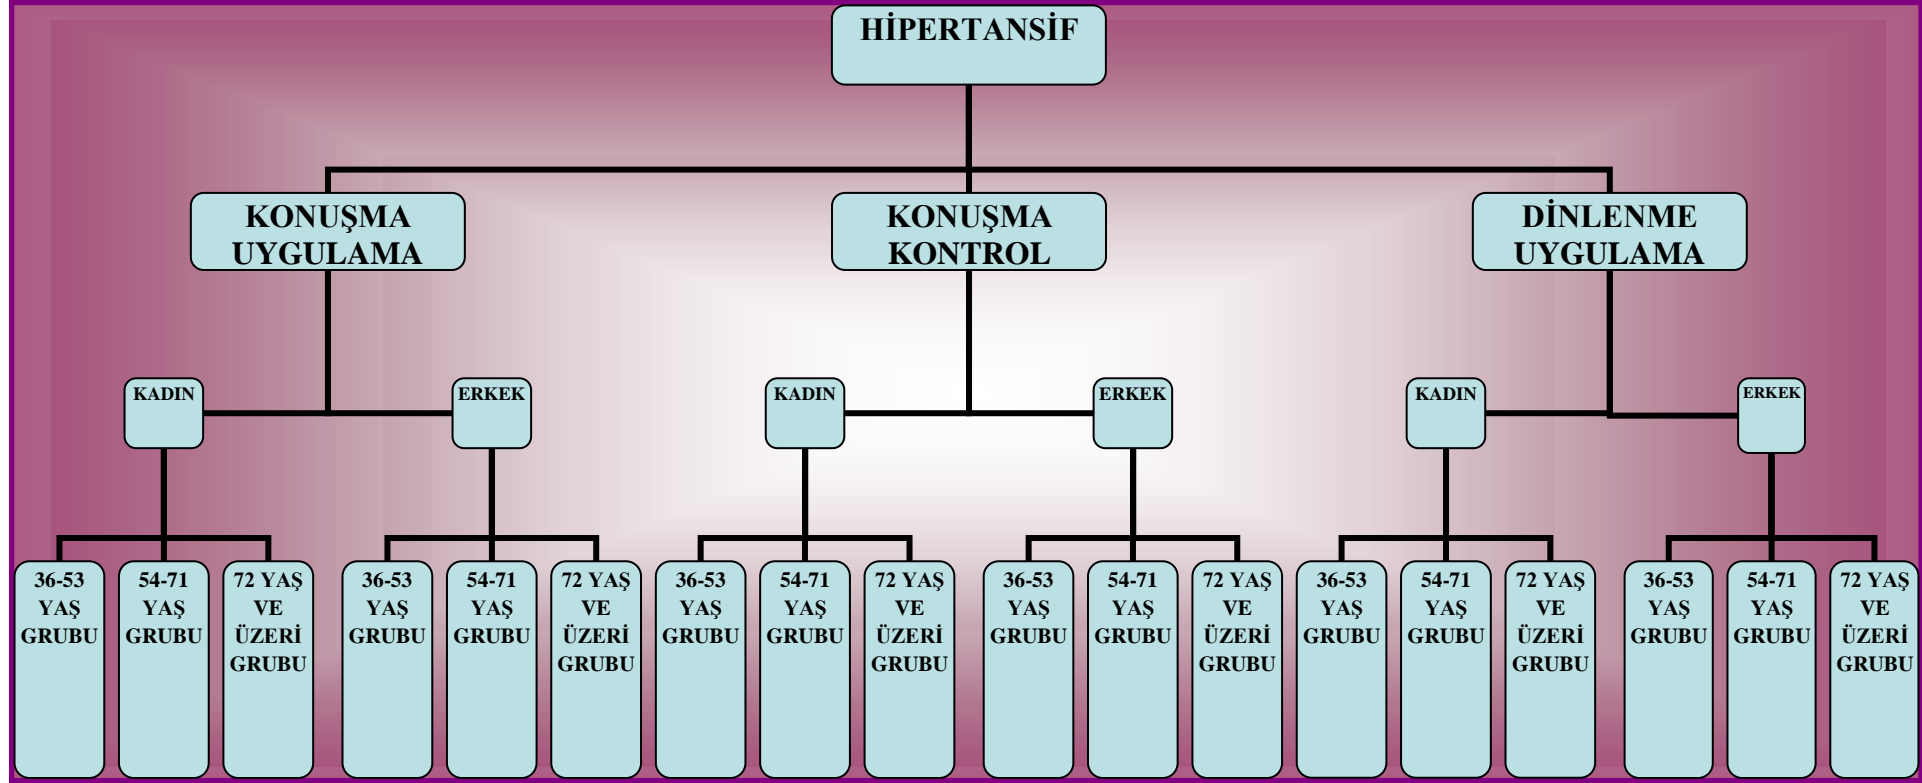 HİPERTANSİF
KONUŞMA
UYGULAMA
KONUŞMA
KONTROL
DİNLENME
UYGULAMA
KADIN
ERKEK
KADIN
ERKEK
KADIN
ERKEK
36-53
YAŞ
GRUBU
54-71
YAŞ
GRUBU
72 YAŞ
VE
ÜZERİ
GRUBU
36-53
YAŞ
GRUBU
54-71
YAŞ
GRUBU
72 YAŞ
VE
ÜZERİ
GRUBU
36-53
YAŞ
GRUBU
54-71
YAŞ
GRUBU
72 YAŞ
VE
ÜZERİ
GRUBU
36-53
YAŞ
GRUBU
54-71
YAŞ
GRUBU
72 YAŞ
VE
ÜZERİ
GRUBU
36-53
YAŞ
GRUBU
54-71
YAŞ
GRUBU
72 YAŞ
VE
ÜZERİ
GRUBU
36-53
YAŞ
GRUBU
54-71
YAŞ
GRUBU
72 YAŞ
VE
ÜZERİ
GRUBU